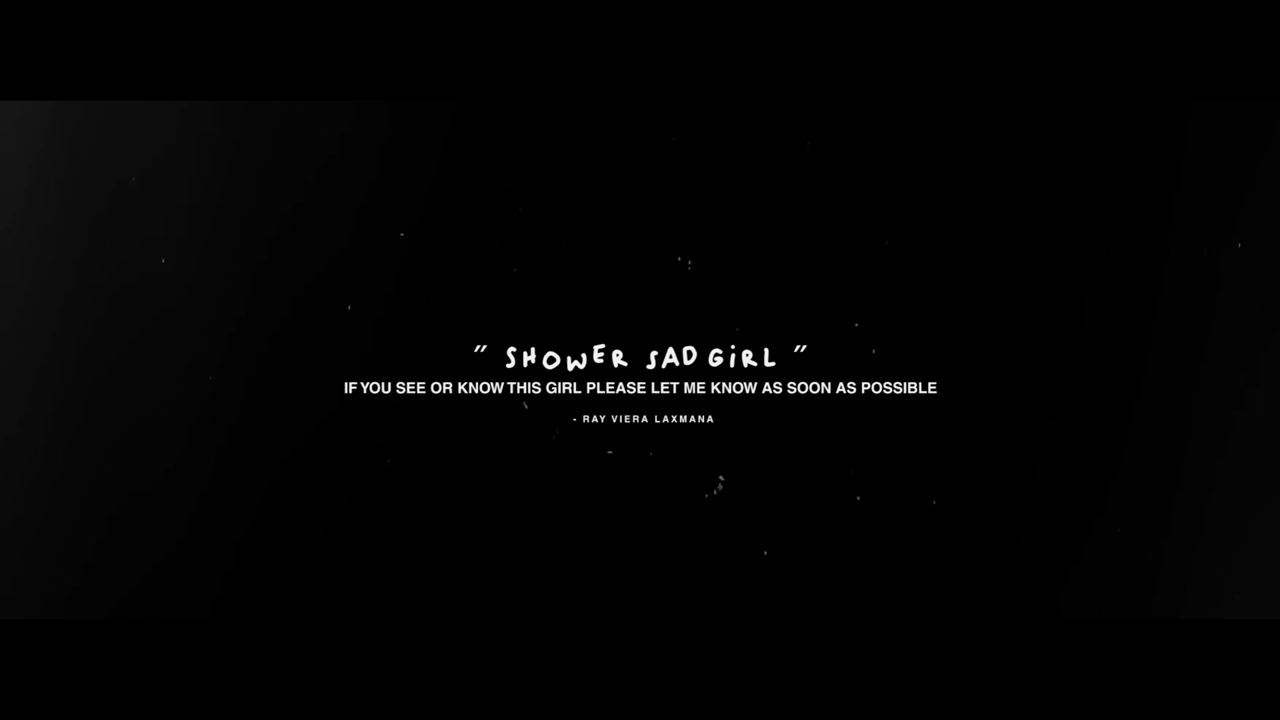 " SHOWER SAD GiRL "
IF YOU SEE OR KNOW THIS GIRL PLEASE LET ME KNOW AS SOON AS POSSIBLE
- RAY VIERA LAXMANA